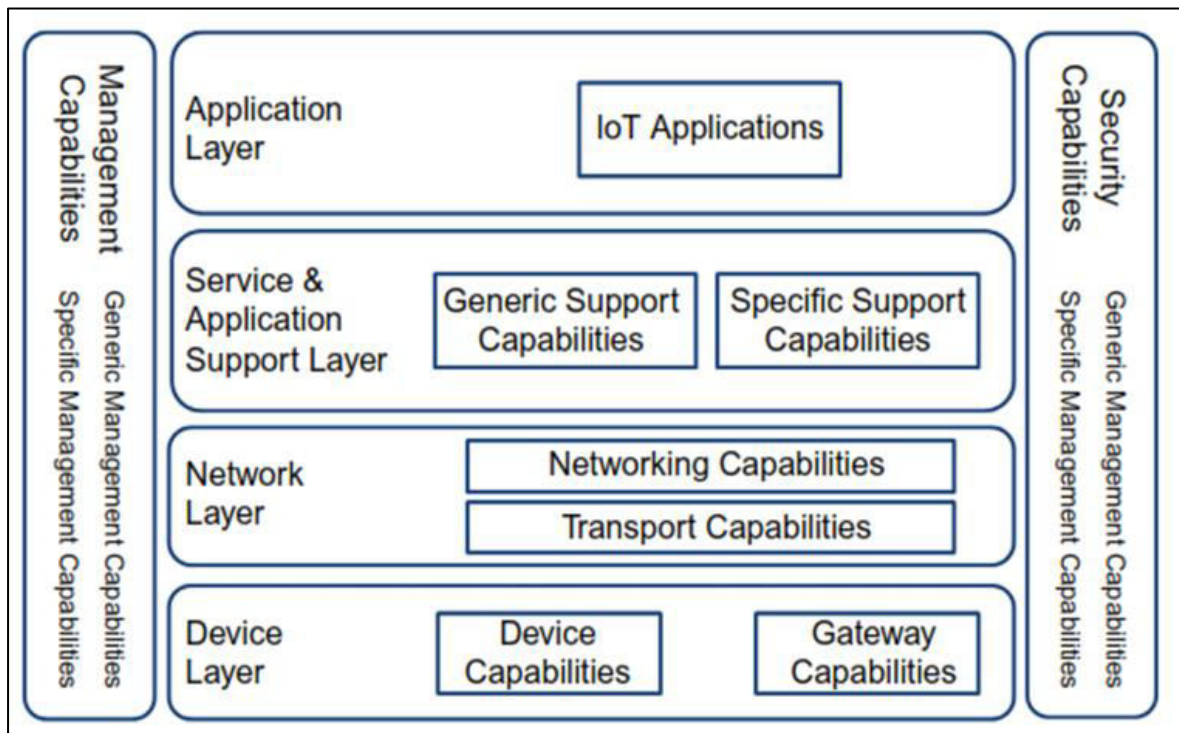 Management
Capabilities
Generic Management Capabilities
Specific Management Capabilities
Application
Layer
IoT Applications
Service &
Application
Support Layer
Generic Support
Capabilities
Specific Support
Capabilities
Network
Layer
Networking Capabilities
Transport Capabilities
Device
Layer
Device
Capabilities
Gateway
Capabilities
Security
Capabilities
Generic Management Capabilities
Specific Management Capabilities